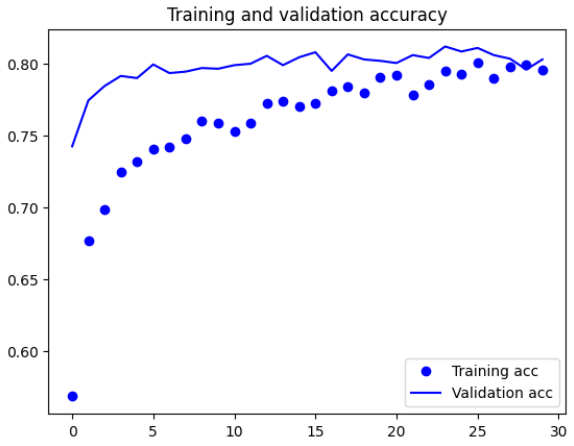 Training and validation accuracy
0.80
0.75
0.70
0.65
0.60
Training acc
Validation acc
0 5 10 15 20 25 30